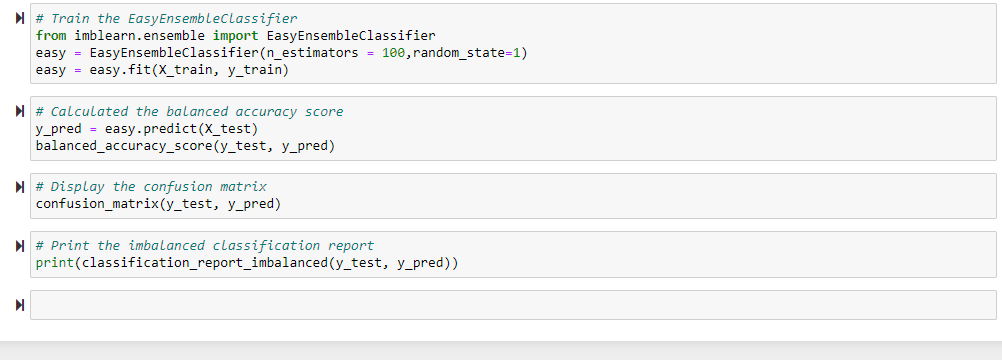 # Train the EasyEnsembleClassifier
from imblearn.ensemble import EasyEnsembleClassifier
easy = EasyEnsembleClassifier(n_estimators = 100,random_state=1)
easy = easy.fit(X_train, y_train)
# Calculated the balanced accuracy score
y_pred = easy.predict(X_test)
balanced_accuracy_score(y_test, y_pred)
# Display the confusion matrix
confusion_matrix(y_test, y_pred)
# Print the imbalanced classification report
print(classification_report_imbalanced(y_test, y_pred))